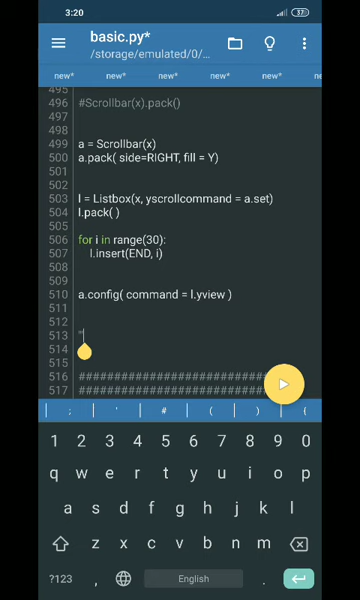 3:20
37
basic.py*
/storage/emulated/0/...
new* new* new* new* new* ne
495
496 #Scrollbar(x).pack()
497
498
499 a = Scrollbar(x)
500 a.pack( side=RIGHT, fill = Y)
501
502
503 l = Listbox(x, yscrollcommand = a.set)
504 l.pack( )
505
506 for i in range(30):
507 l.insert(END, i)
508
509
510 a.config( command = l.yview )
511
512
513 "
514
515
516 ############################
517 ############################
; ' # ( ) {
1 2 3 4 5 6 7 8 9 0
q w e r t y u i o p
a s d f g h j k l
z x c v b n m
?123 , English .